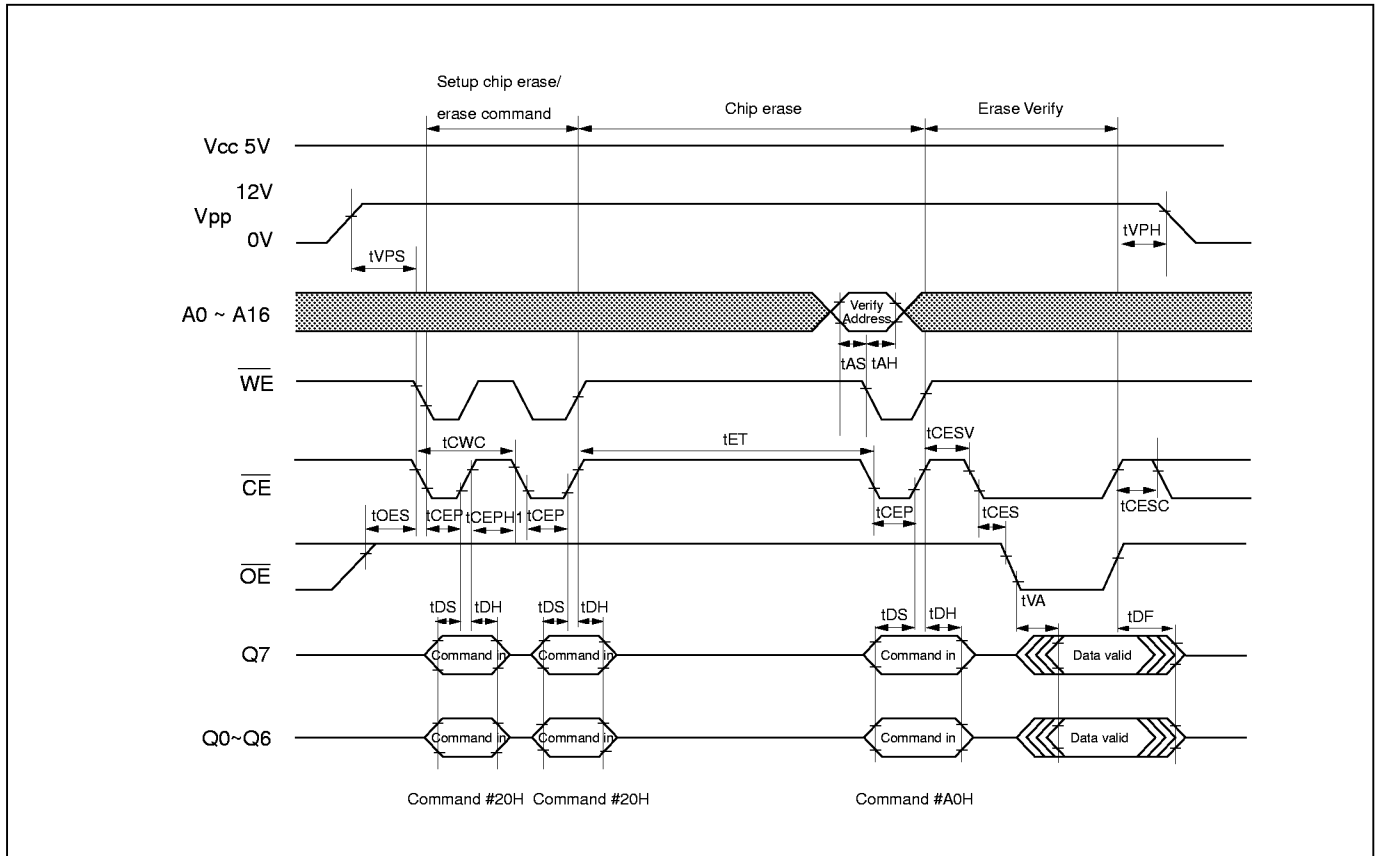 Setup chip erase/
erase command
Chip erase
Erase Verify
Vcc 5V
12V
Vpp
0V
tVPS
tVPH
A0 ~ A16
Verify
Address
tAS
tAH
WE
tCWC
tET
tCESV
CE
tOES
tCEP
tCEPH1
tCEP
tCEP
tCES
tCESC
OE
tVA
tDS
tDH
tDS
tDH
tDS
tDH
tDF
Q7
Command in
Command in
Command in
Data valid
Q0~Q6
Command in
Command in
Command in
Data valid
Command #20H
Command #20H
Command #A0H